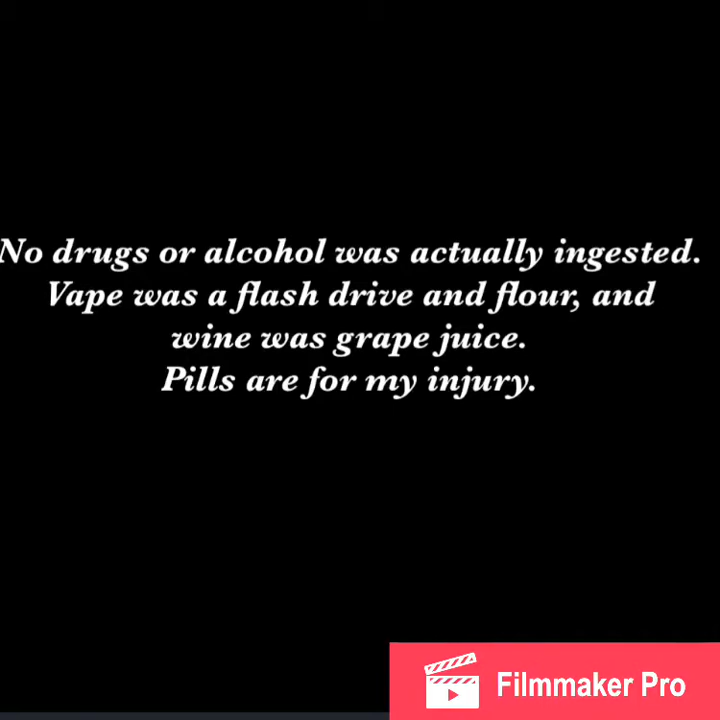 No drugs or alcohol was actually ingested.
Vape was a flash drive and flour, and
wine was grape juice.
Pills are for my injury.
Filmmaker Pro